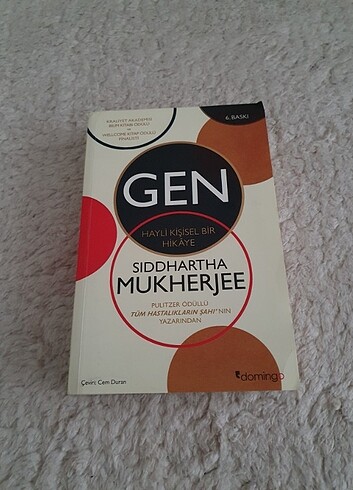 KRALİYET AKADEMİSİ
BİLİM KİTABI ÖDÜLÜ
ve
WELLCOME KİTAP ÖDÜLÜ
FİNALİSTİ
6. BASKI
GEN
HAYLİ KİŞİSEL BİR
HİKÂYE
SIDDHARTHA
MUKHERJEE
PULITZER ÖDÜLLÜ
TÜM HASTALIKLARIN ŞAHI'NIN
YAZARINDAN
domingo
Çeviri: Cem Duran